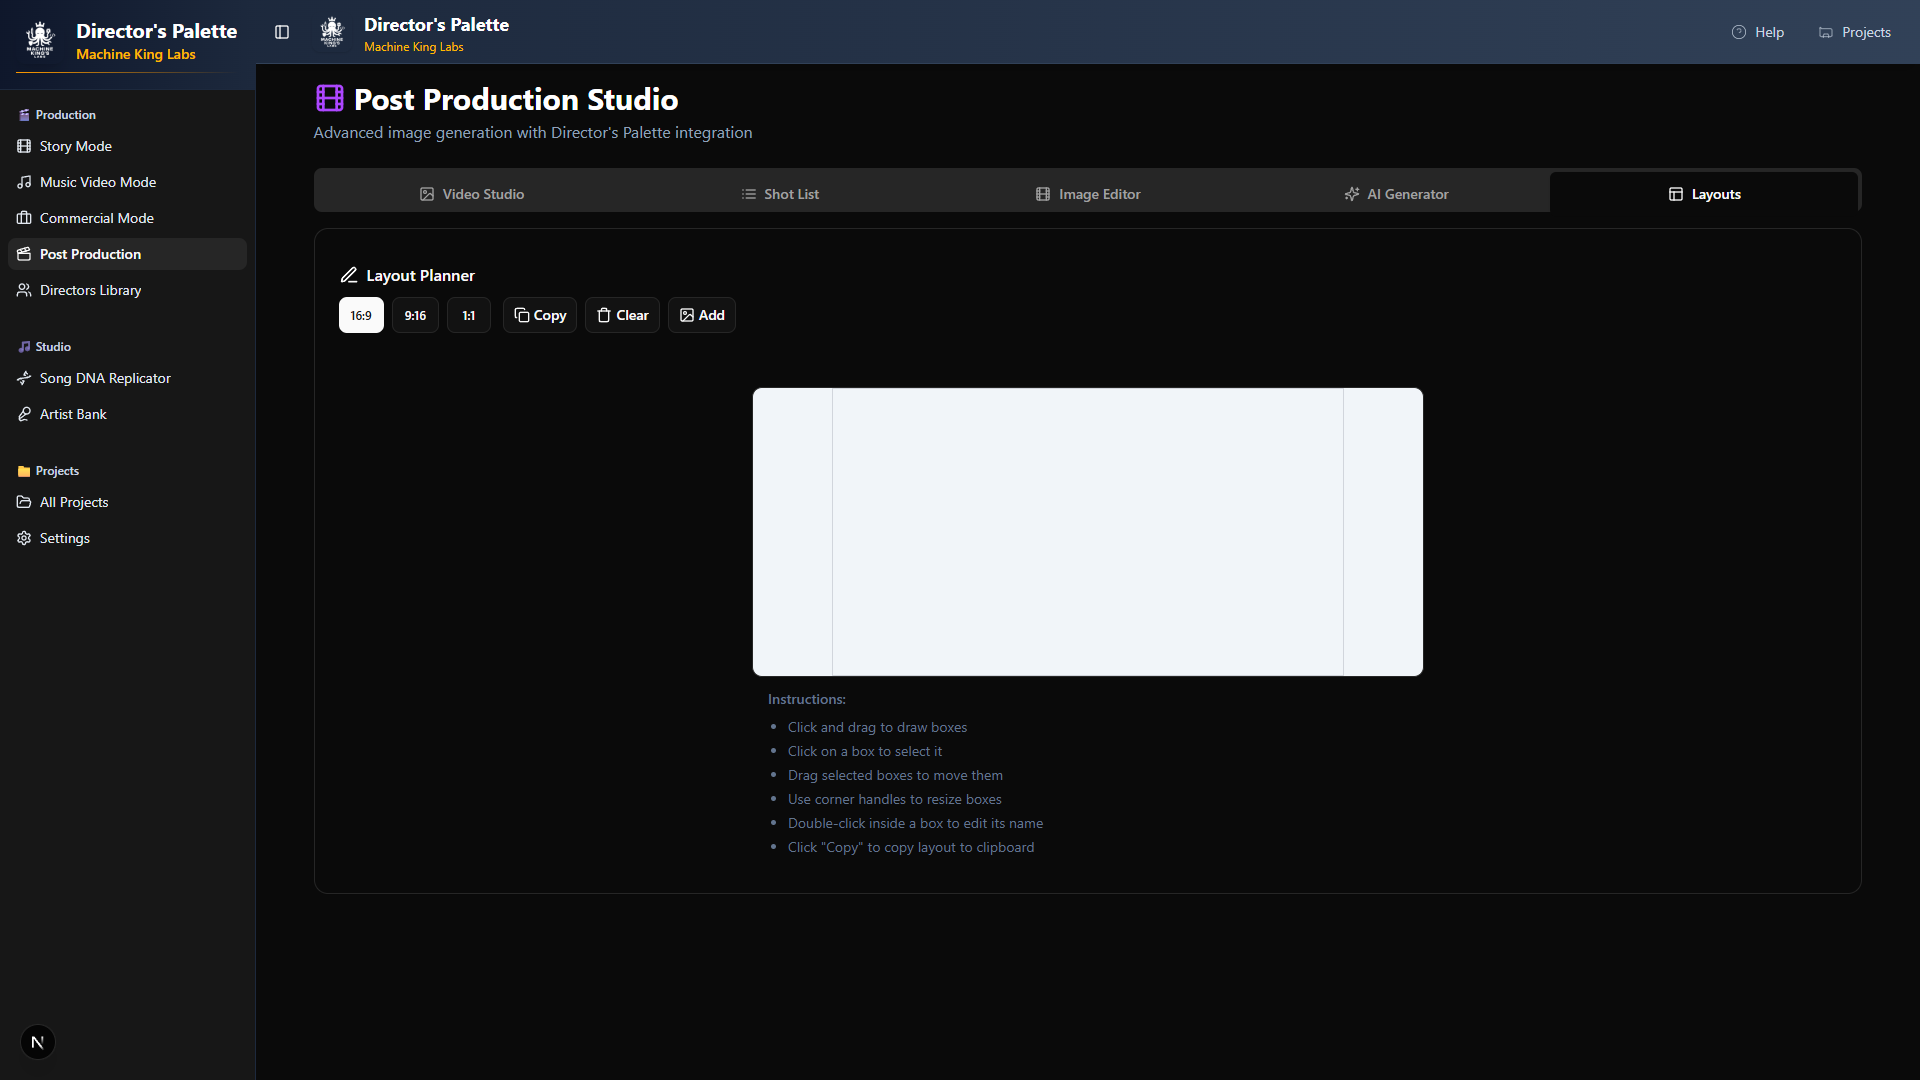 Director's Palette
Machine King Labs
Production
Story Mode
Music Video Mode
Commercial Mode
Post Production
Directors Library
Studio
Song DNA Replicator
Artist Bank
Projects
All Projects
Settings
N
Director's Palette
Machine King Labs
Help
Projects
Post Production Studio
Advanced image generation with Director's Palette integration
Video Studio
Shot List
Image Editor
AI Generator
Layouts
Layout Planner
16:9 9:16 1:1 Copy Clear Add
Instructions:
• Click and drag to draw boxes
• Click on a box to select it
• Drag selected boxes to move them
• Use corner handles to resize boxes
• Double-click inside a box to edit its name
• Click "Copy" to copy layout to clipboard